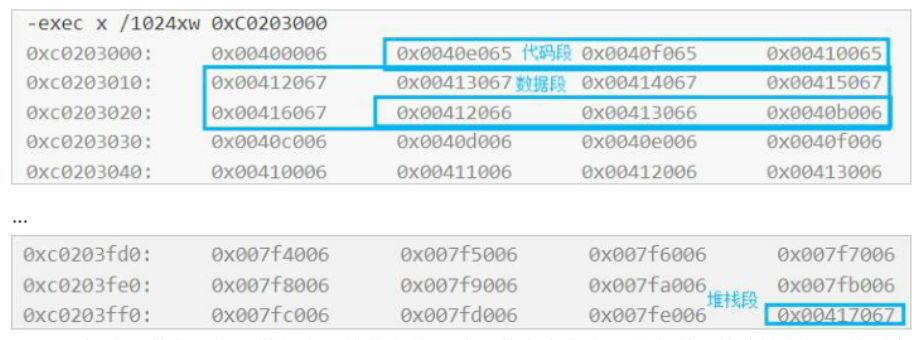 -exec x /1024xw 0xC0203000
0xc0203000: 0x00400006 0x0040e065 代码段 0x0040f065 0x00410065
0xc0203010: 0x00412067 0x00413067 数据段 0x00414067 0x00415067
0xc0203020: 0x00416067 0x00412066 0x00413066 0x0040b006
0xc0203030: 0x0040c006 0x0040d006 0x0040e006 0x0040f006
0xc0203040: 0x00410006 0x00411006 0x00412006 0x00413006
...
0xc0203fd0: 0x007f4006 0x007f5006 0x007f6006 0x007f7006
0xc0203fe0: 0x007f8006 0x007f9006 0x007fa006 0x007fb006
堆栈段
0xc0203ff0: 0x007fc006 0x007fd006 0x007fe006 0x00417067